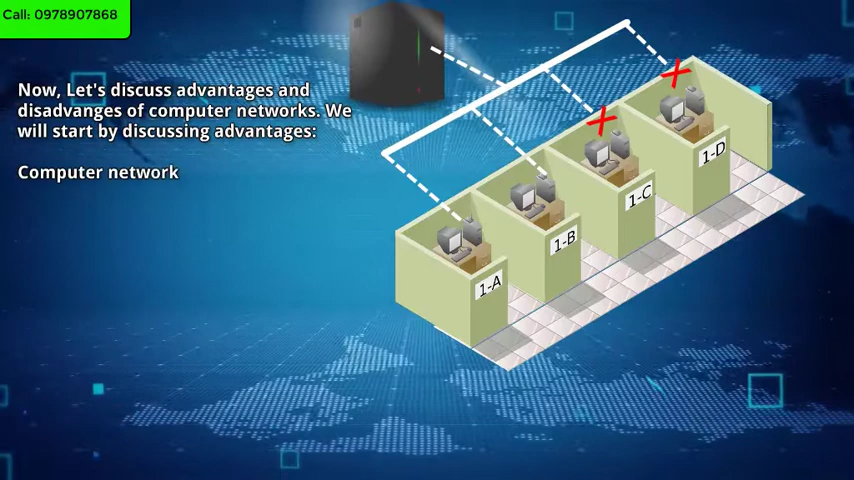 Call: 0978907868
Now, Let's discuss advantages and
disadvanges of computer networks. We
will start by discussing advantages:
Computer network
1-A
1-B
1-C
1-D